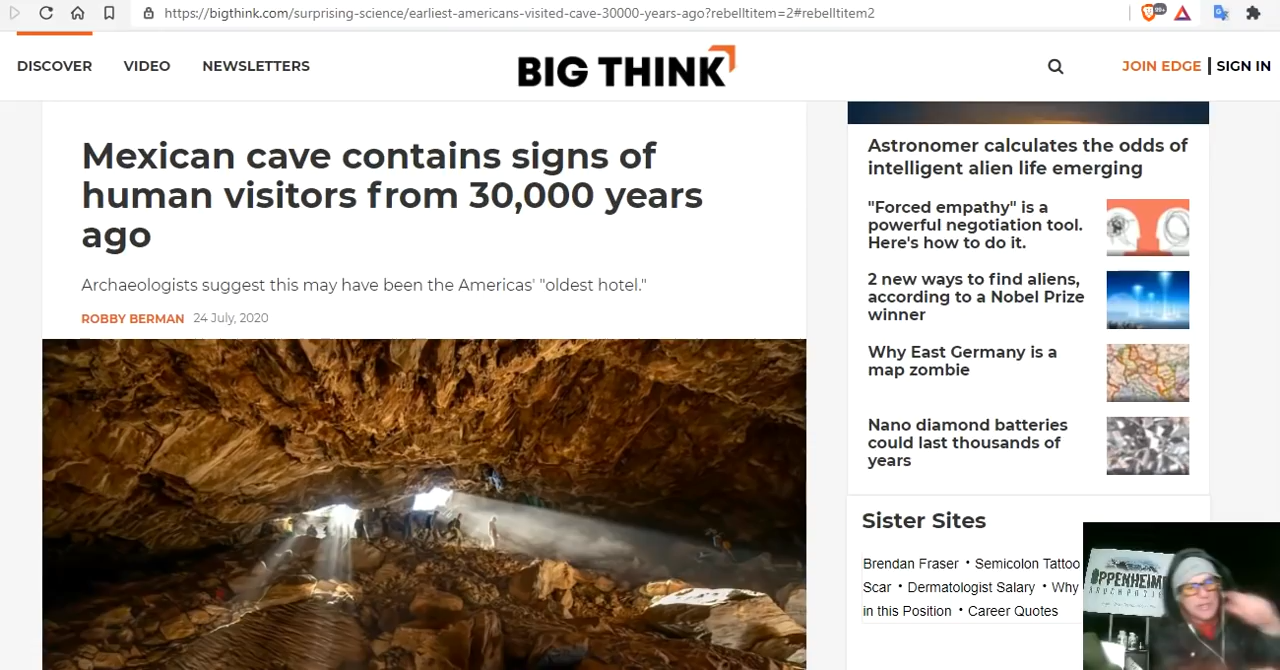 https://bigthink.com/surprising-science/earliest-americans-visited-cave-30000-years-ago?rebelltitem=2#rebelltitem2
99+
DISCOVER VIDEO NEWSLETTERS
BIG THINK
JOIN EDGE | SIGN IN
Mexican cave contains signs of
human visitors from 30,000 years
ago
Archaeologists suggest this may have been the Americas' "oldest hotel."
ROBBY BERMAN 24 July, 2020
Astronomer calculates the odds of
intelligent alien life emerging
"Forced empathy" is a
powerful negotiation tool.
Here's how to do it.
2 new ways to find aliens,
according to a Nobel Prize
winner
Why East Germany is a
map zombie
Nano diamond batteries
could last thousands of
years
Sister Sites
Brendan Fraser • Semicolon Tattoo
Scar • Dermatologist Salary • Why
in this Position • Career Quotes